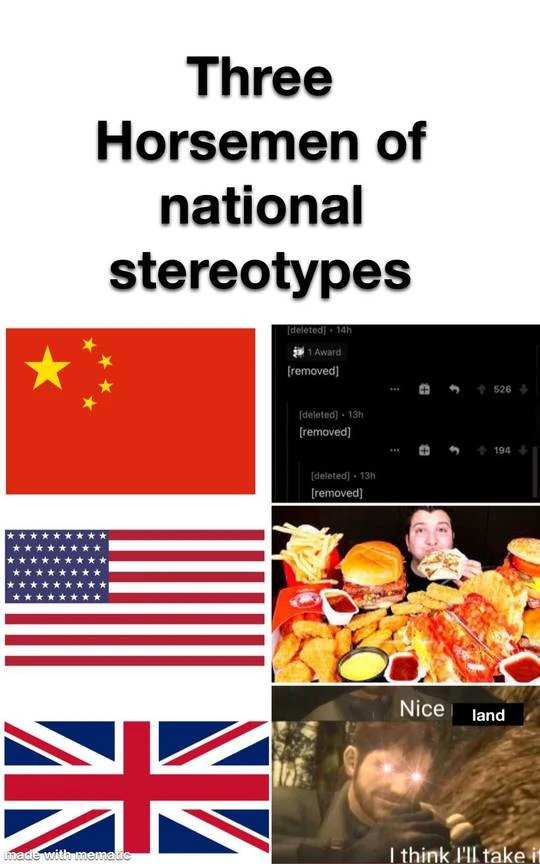 Three
Horsemen of
national
stereotypes
[deleted] • 14h
1 Award
[removed]
526
[deleted] • 13h
[removed]
194
[deleted] • 13h
[removed]
Nice land
I think I'll take it
made with mematic